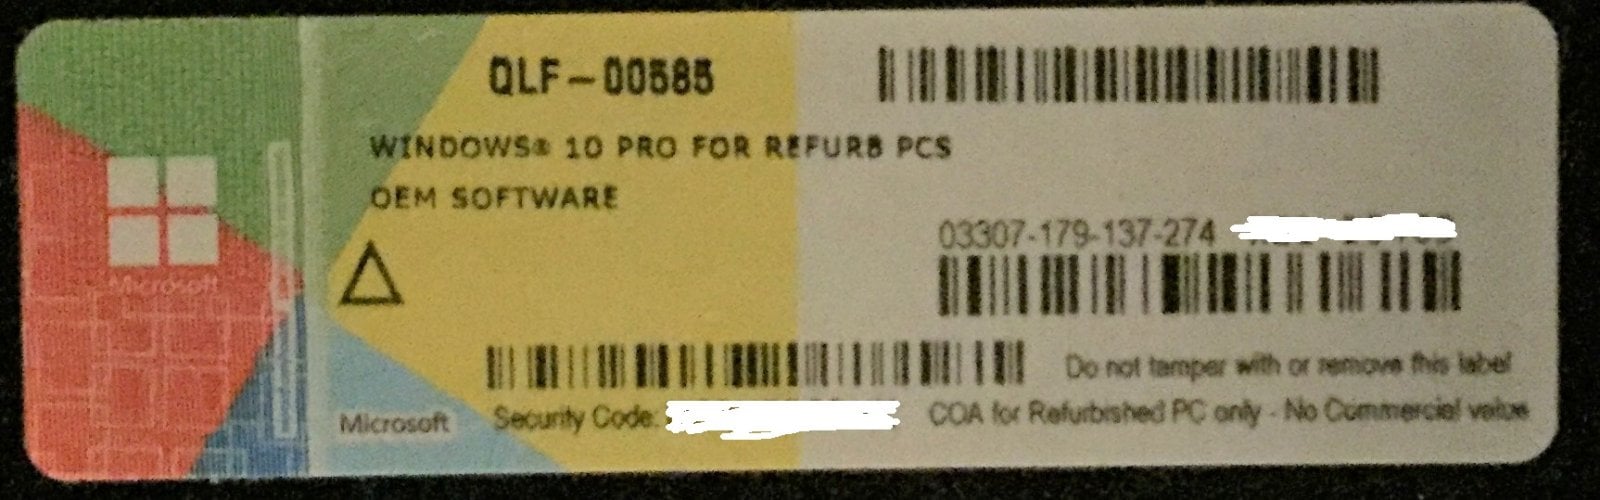 QLF-00585
WINDOWS® 10 PRO FOR REFURB PCS
OEM SOFTWARE
03307-179-137-274
Microsoft
Do not tamper with or remove this label
Microsoft
Security Code:
COA for Refurbished PC only - No Commercial value